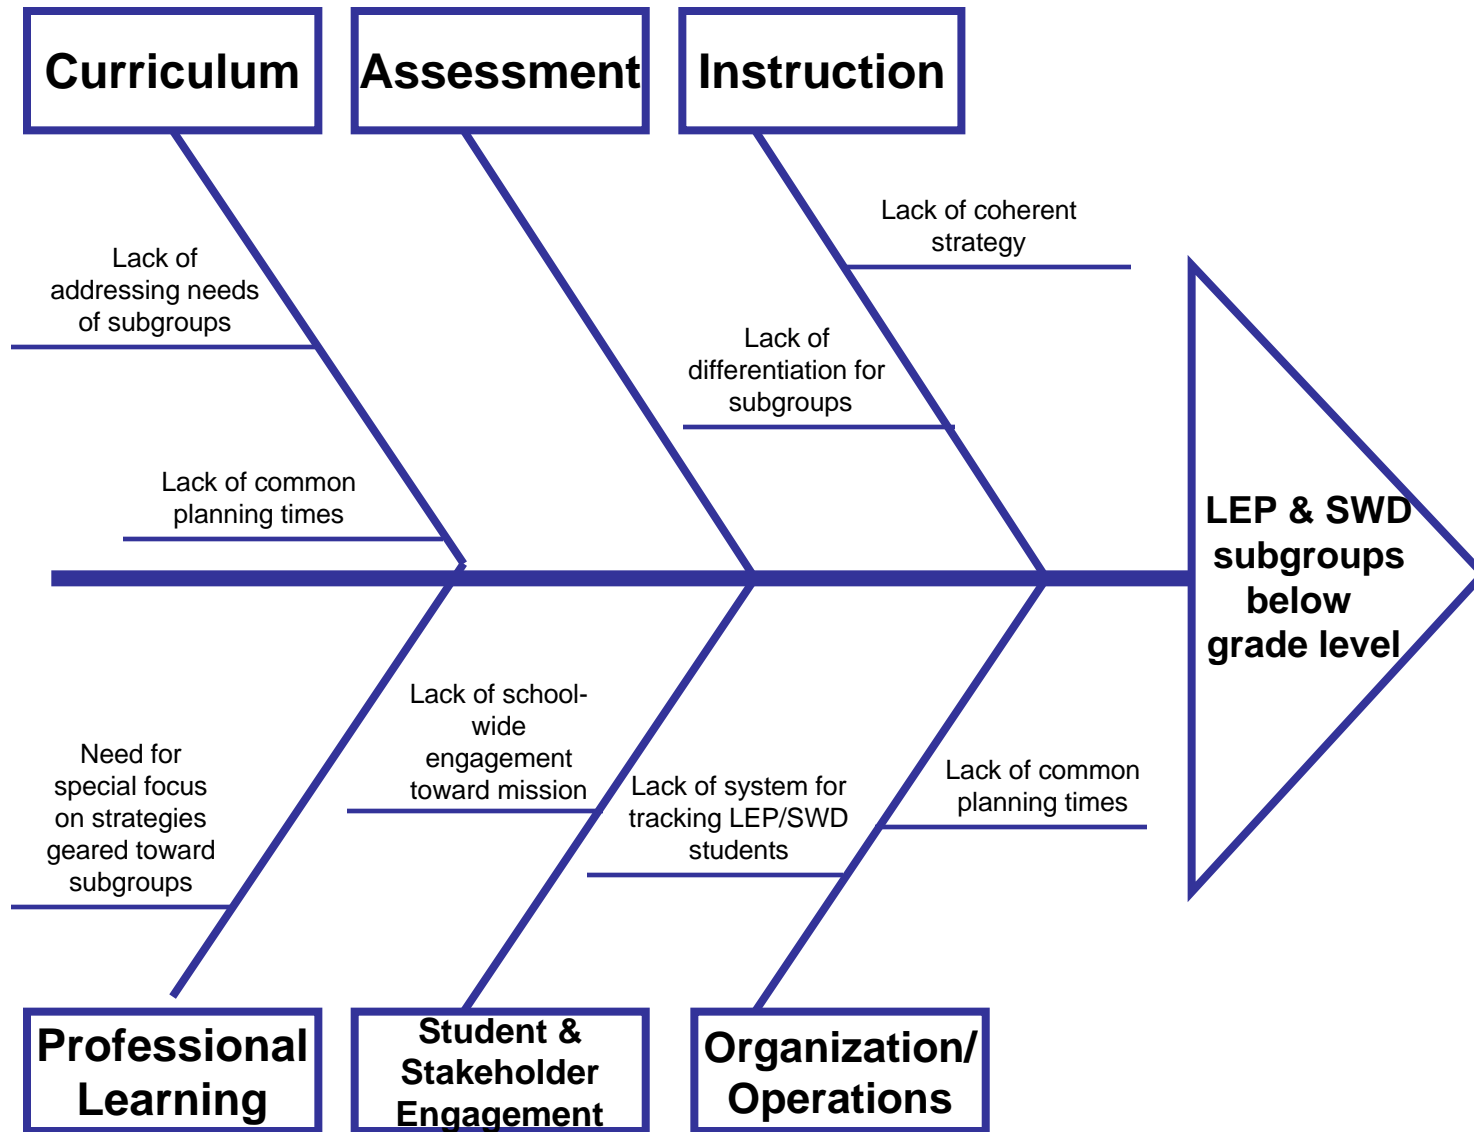 Curriculum
Assessment
Instruction
Lack of coherent
strategy
Lack of
addressing needs
of subgroups
Lack of
differentiation for
subgroups
Lack of common
planning times
LEP & SWD
subgroups
below
grade level
Lack of school-
wide
engagement
toward mission
Need for
special focus
on strategies
geared toward
subgroups
Lack of system for
tracking LEP/SWD
students
Lack of common
planning times
Professional
Learning
Student &
Stakeholder
Engagement
Organization/
Operations